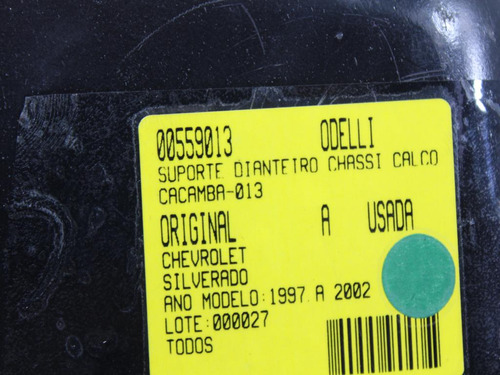 00559013 ODELLI
SUPORTE DIANTEIRO CHASSI CALCO
CACAMBA-013
ORIGINAL A USADA
CHEVROLET
SILVERADO
ANO MODELO:1997 A 2002
LOTE:000027
TODOS